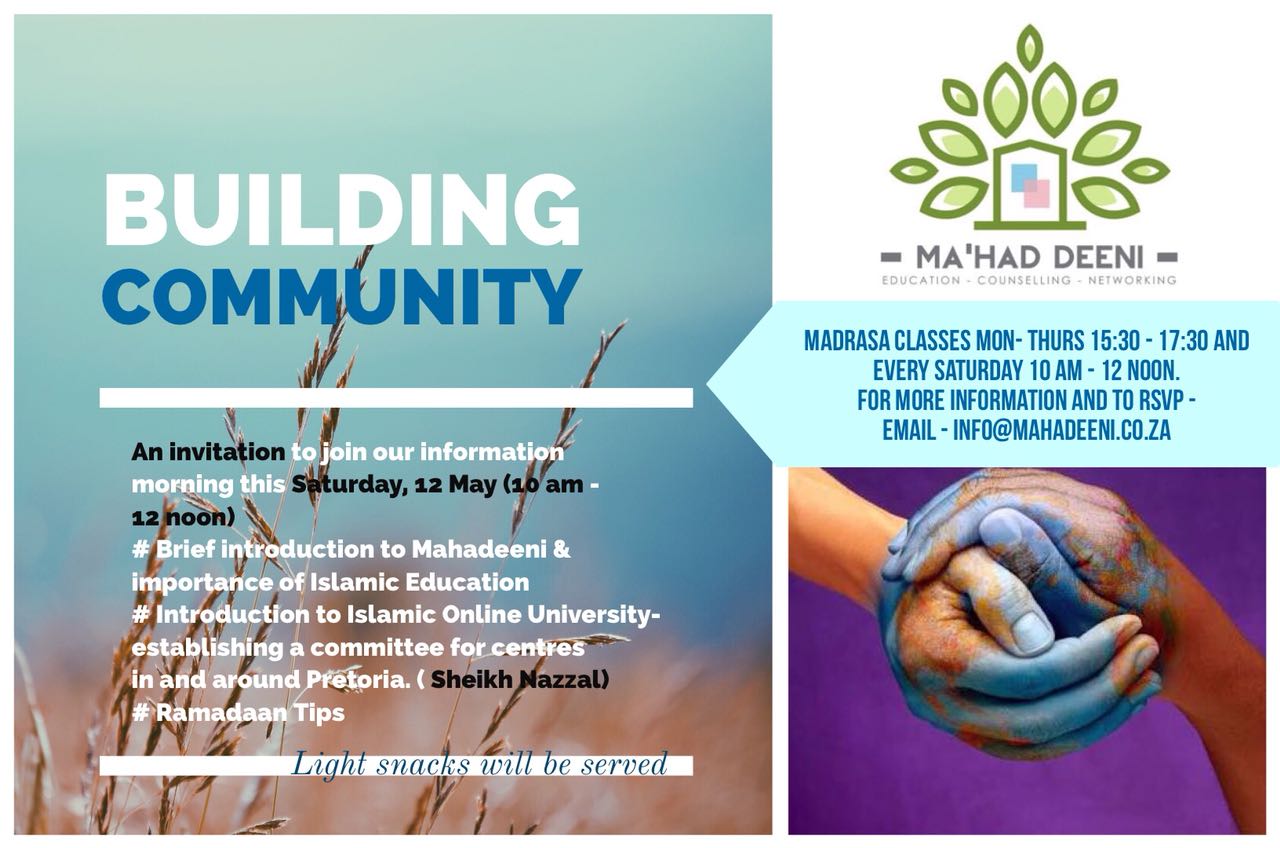 BUILDING
COMMUNITY
An invitation to join our information
morning this Saturday, 12 May (10 am -
12 noon)
# Brief introduction to Mahadeeni &
importance of Islamic Education
# Introduction to Islamic Online University-
establishing a committee for centres
in and around Pretoria. ( Sheikh Nazzal)
# Ramadaan Tips
Light snacks will be served
MA'HAD DEENI
EDUCATION - COUNSELLING - NETWORKING
MADRASA CLASSES MON- THURS 15:30 - 17:30 AND
EVERY SATURDAY 10 AM - 12 NOON.
FOR MORE INFORMATION AND TO RSVP -
EMAIL - INFO@MAHADEENI.CO.ZA